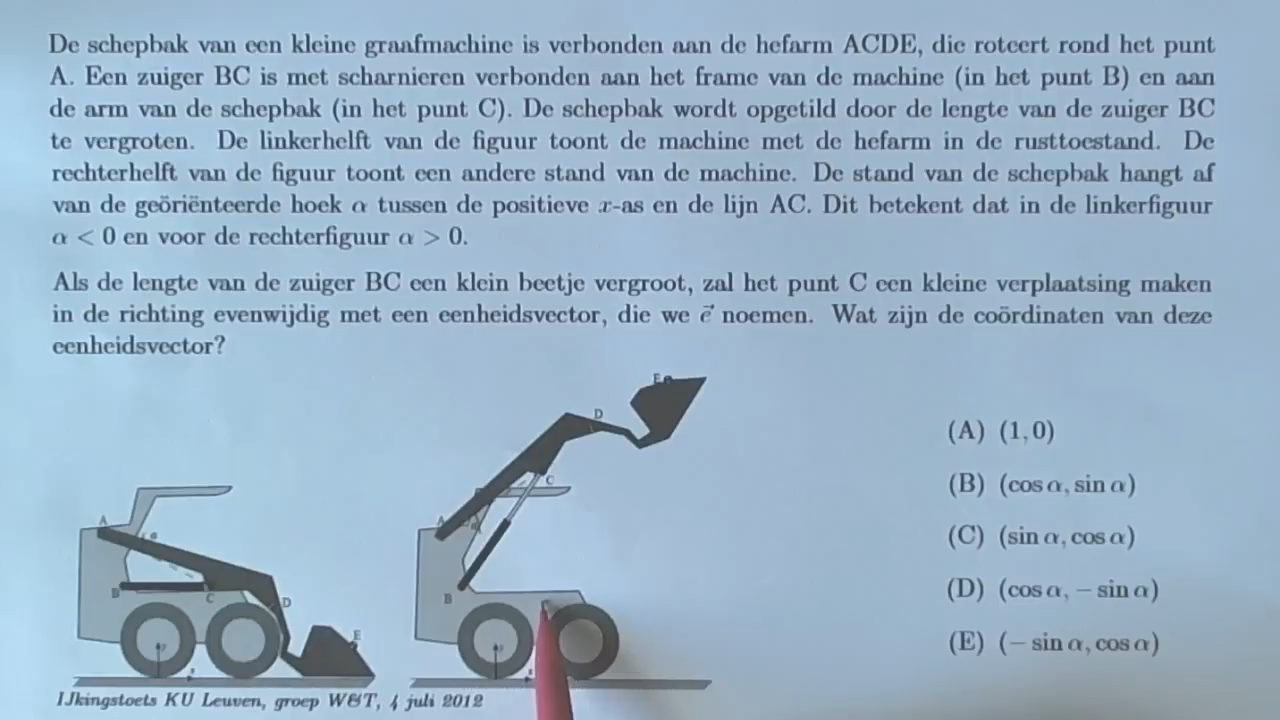 De schepbak van een kleine graafmachine is verbonden aan de hefarm ACDE, die roteert rond het punt
A. Een zuiger BC is met scharnieren verbonden aan het frame van de machine (in het punt B) en aan
de arm van de schepbak (in het punt C). De schepbak wordt opgetild door de lengte van de zuiger BC
te vergroten. De linkerhelft van de figuur toont de machine met de hefarm in de rusttoestand. De
rechterhelft van de figuur toont een andere stand van de machine. De stand van de schepbak hangt af
van de geöriënteerde hoek α tussen de positieve x-as en de lijn AC. Dit betekent dat in de linkerfiguur
α < 0 en voor de rechterfiguur α > 0.
Als de lengte van de zuiger BC een klein beetje vergroot, zal het punt C een kleine verplaatsing maken
in de richting evenwijdig met een eenheidsvector, die we e⃗ noemen. Wat zijn de coördinaten van deze
eenheidsvector?
(A) (1, 0)
(B) (cos α, sin α)
(C) (sin α, cos α)
(D) (cos α, − sin α)
(E) (− sin α, cos α)
A
α
B
C
D
E
y
A
α
B
C
D
E
y
IJkingstoets KU Leuven, groep W&T, 4 juli 2012